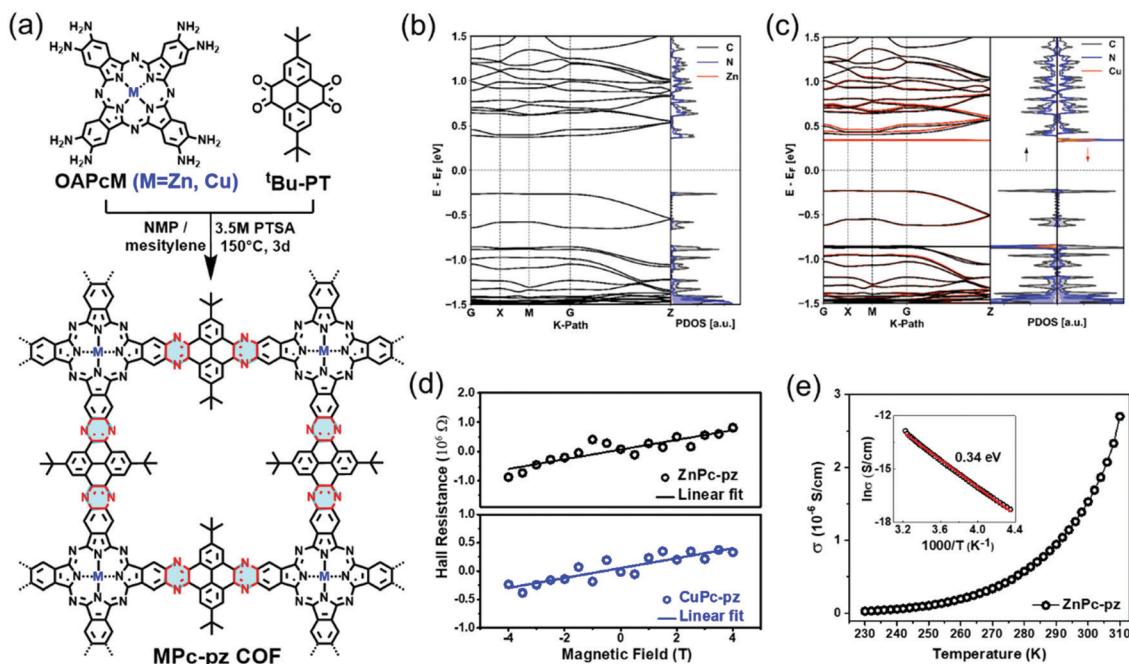 (a)
NH₂ NH₂
H₂N NH₂
N N N
N M N
N N N
H₂N NH₂
NH₂ NH₂
O O
O O
OAPcM (M=Zn, Cu) ᵗBu-PT
NMP / 3.5M PTSA
mesitylene 150°C, 3d
N N N N N N N N N N
N M N N M N
N N N N N N N N N N
N N N N
N N N N
N N N N N N N N N N
N M N N M N
N N N N N N N N N N
MPc-pz COF
(b)
E - E_F [eV]
1.5
1.0
0.5
0.0
−0.5
−1.0
−1.5
G X M G Z
K-Path PDOS [a.u.]
C
N
Zn
(c)
E - E_F [eV]
1.5
1.0
0.5
0.0
−0.5
−1.0
−1.5
G X M G Z
K-Path PDOS [a.u.]
C
N
Cu
(d)
Hall Resistance (10⁶ Ω)
2.0
1.0
0.0
-1.0
ZnPc-pz
Linear fit
1.0
0.5
0.0
-0.5
-1.0
CuPc-pz
Linear fit
-4 -2 0 2 4
Magnetic Field (T)
(e)
σ (10⁻⁶ S/cm)
3
2
1
0
lnσ (S/cm)
-12
-15
-18
0.34 eV
3.2 3.6 4.0 4.4
1000/T (K⁻¹)
ZnPc-pz
230 240 250 260 270 280 290 300 310
Temperature (K)